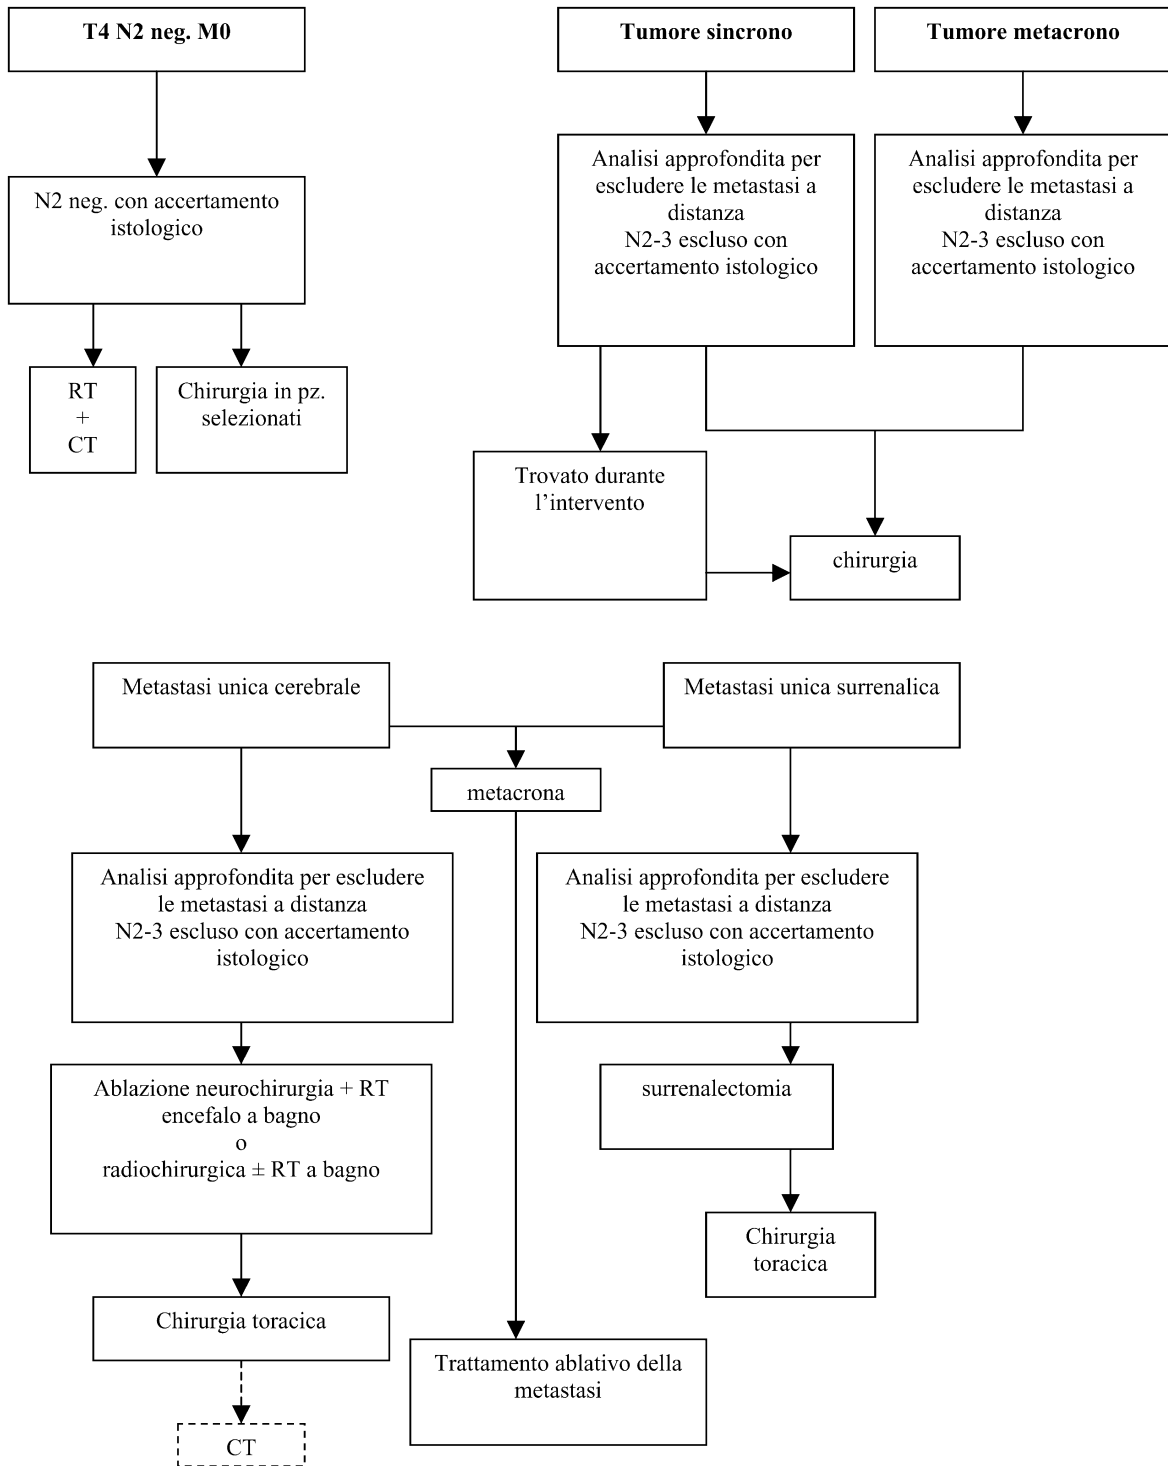 T4 N2 neg. M0
N2 neg. con accertamento
istologico
RT
+
CT
Chirurgia in pz.
selezionati
Tumore sincrono
Tumore metacrono
Analisi approfondita per
escludere le metastasi a
distanza
N2-3 escluso con
accertamento istologico
Analisi approfondita per
escludere le metastasi a
distanza
N2-3 escluso con
accertamento istologico
Trovato durante
l’intervento
chirurgia
Metastasi unica cerebrale
Metastasi unica surrenalica
metacrona
Analisi approfondita per escludere
le metastasi a distanza
N2-3 escluso con accertamento
istologico
Analisi approfondita per escludere
le metastasi a distanza
N2-3 escluso con accertamento
istologico
Ablazione neurochirurgia + RT
encefalo a bagno
o
radiochirurgica ± RT a bagno
surrenalectomia
Chirurgia
toracica
Chirurgia toracica
Trattamento ablativo della
metastasi
CT